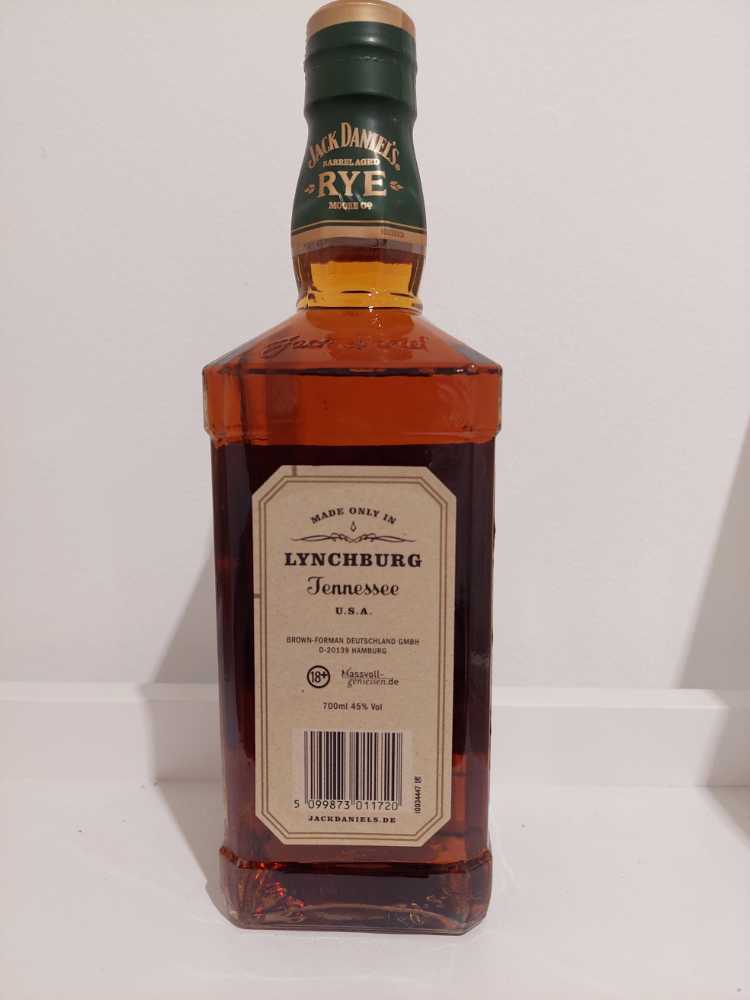 JACK DANIEL'S®
BARREL AGED
RYE
MADE ONLY IN
LYNCHBURG
Tennessee
U.S.A.
BROWN-FORMAN DEUTSCHLAND GMBH
D-20139 HAMBURG
18+
Massvoll-
geniessen.de
700ml 45% Vol
5 099873 011720
10034447
JACKDANIELS.DE